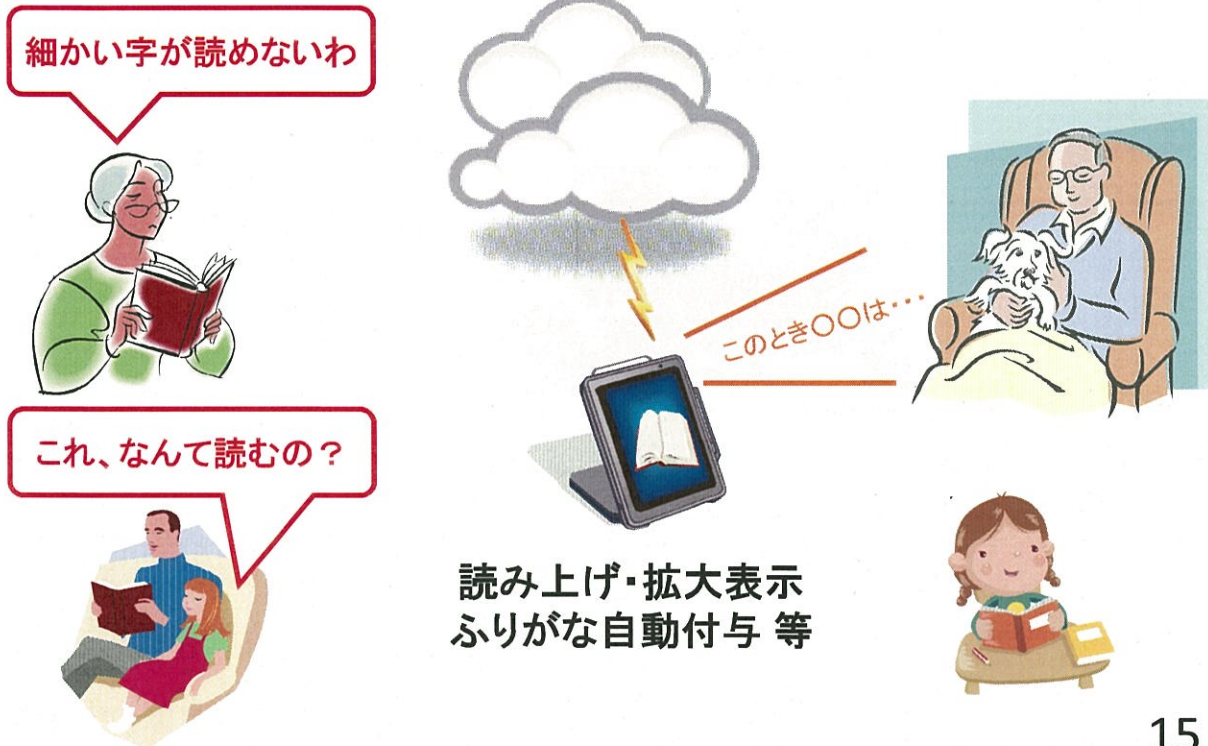 細かい字が読めないわ
このとき〇〇は・・・
これ、なんて読むの？
読み上げ・拡大表示
ふりがな自動付与 等
15